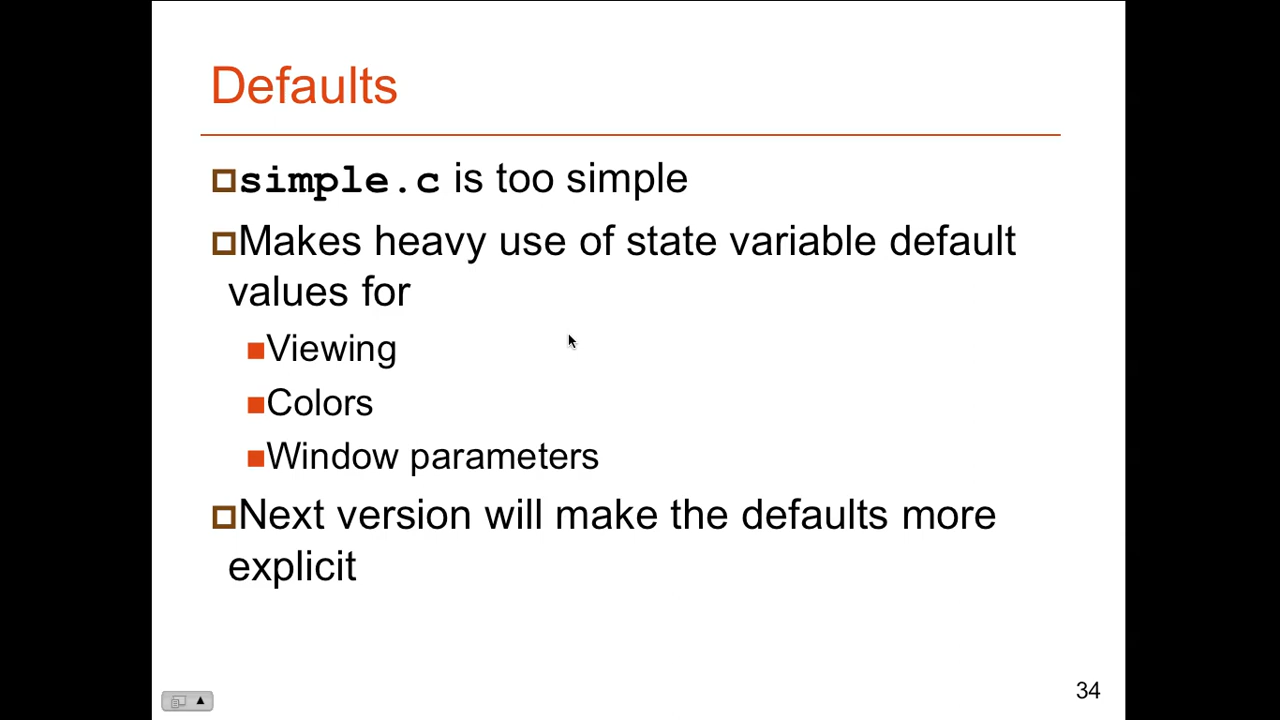 Defaults
simple.c is too simple
Makes heavy use of state variable default
values for
Viewing
Colors
Window parameters
Next version will make the defaults more
explicit
34